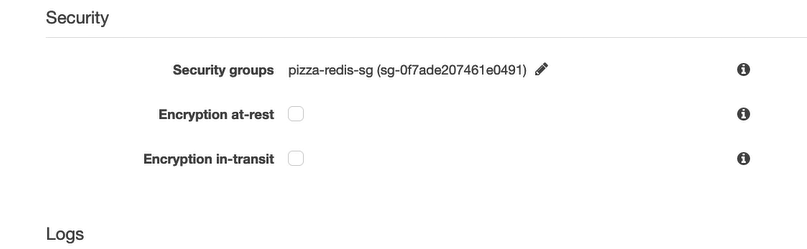 Security
Security groups pizza-redis-sg (sg-0f7ade207461e0491)
Encryption at-rest
Encryption in-transit
Logs